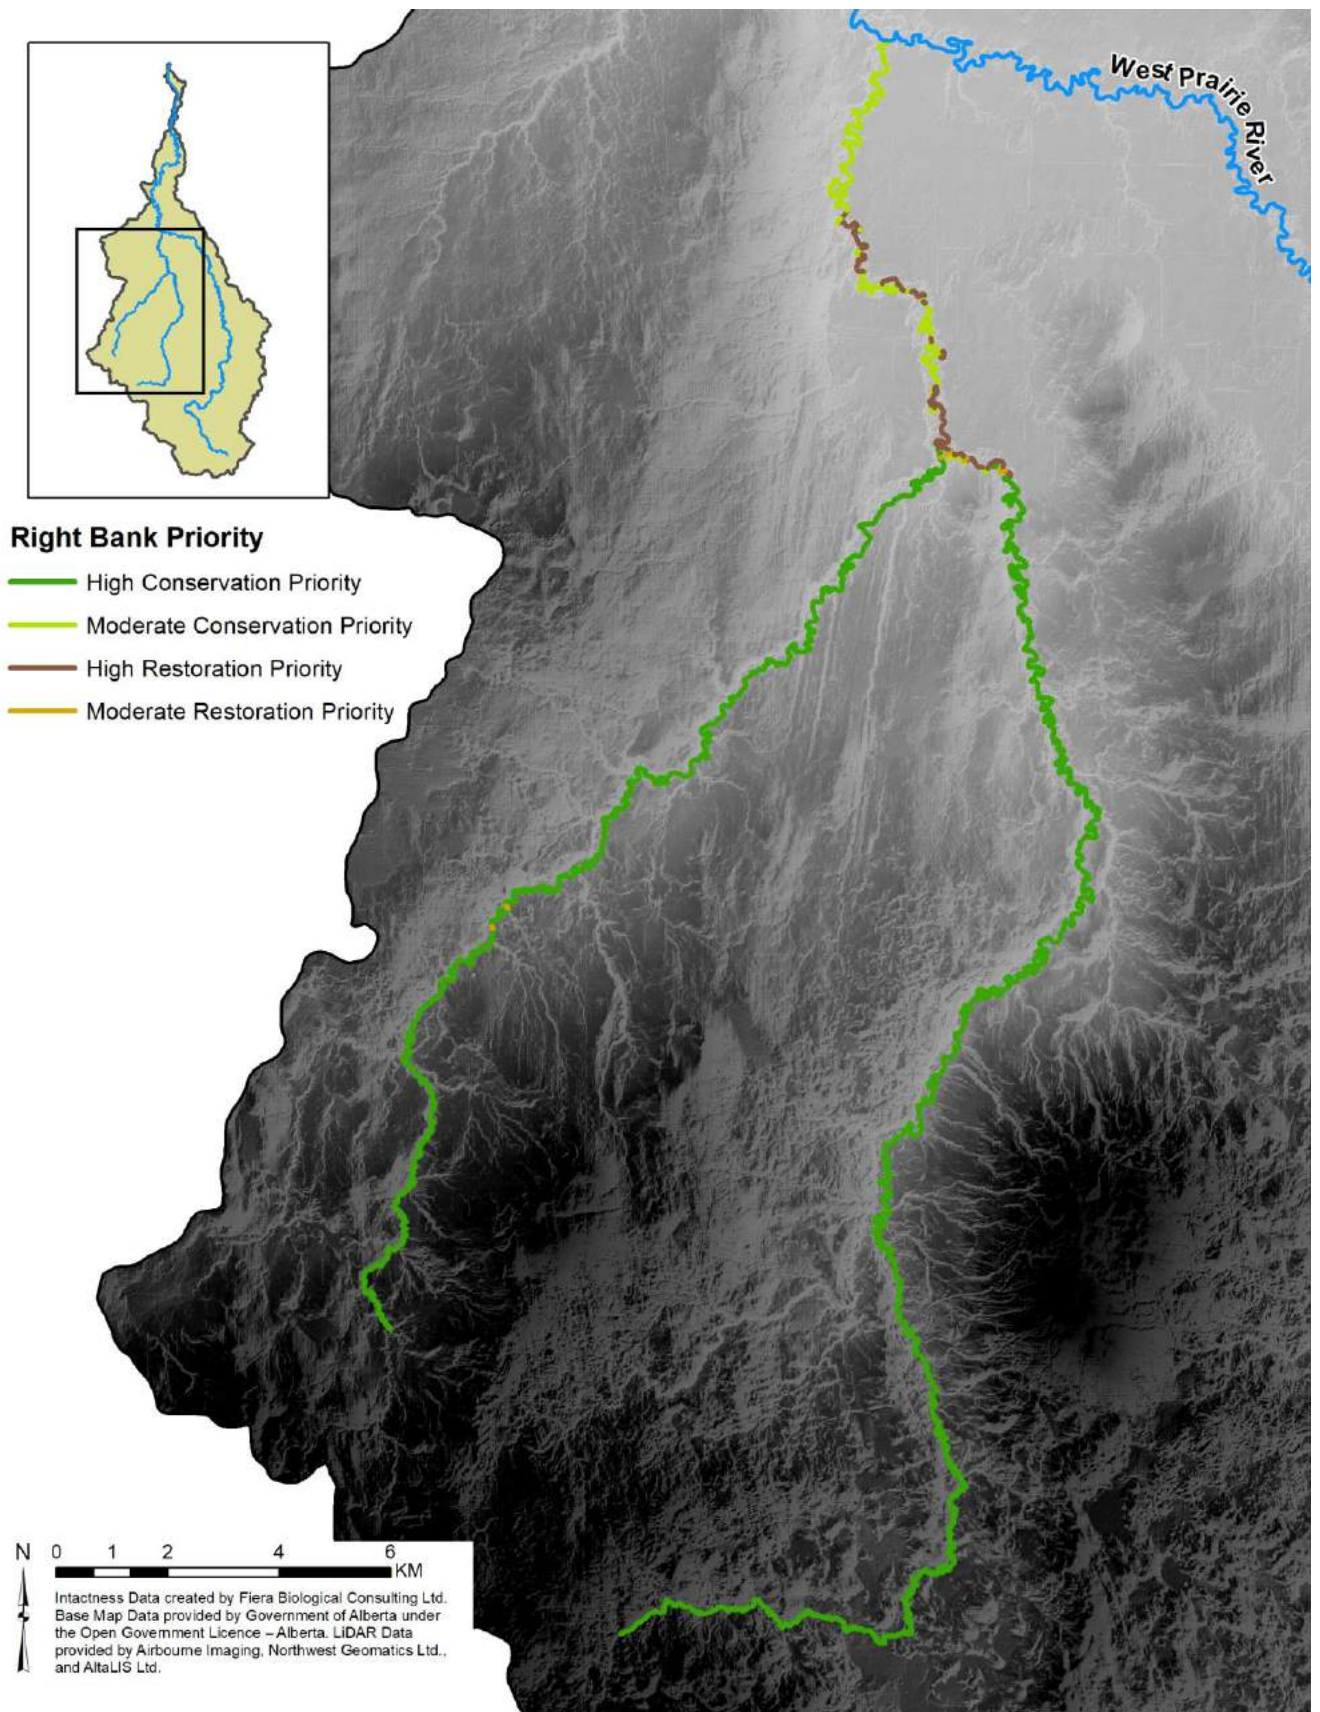 West Prairie River
Right Bank Priority
High Conservation Priority
Moderate Conservation Priority
High Restoration Priority
Moderate Restoration Priority
N 0 1 2 4 6
KM
Intactness Data created by Fiera Biological Consulting Ltd.
Base Map Data provided by Government of Alberta under
the Open Government Licence – Alberta. LiDAR Data
provided by Airbourne Imaging, Northwest Geomatics Ltd.,
and AltaLIS Ltd.